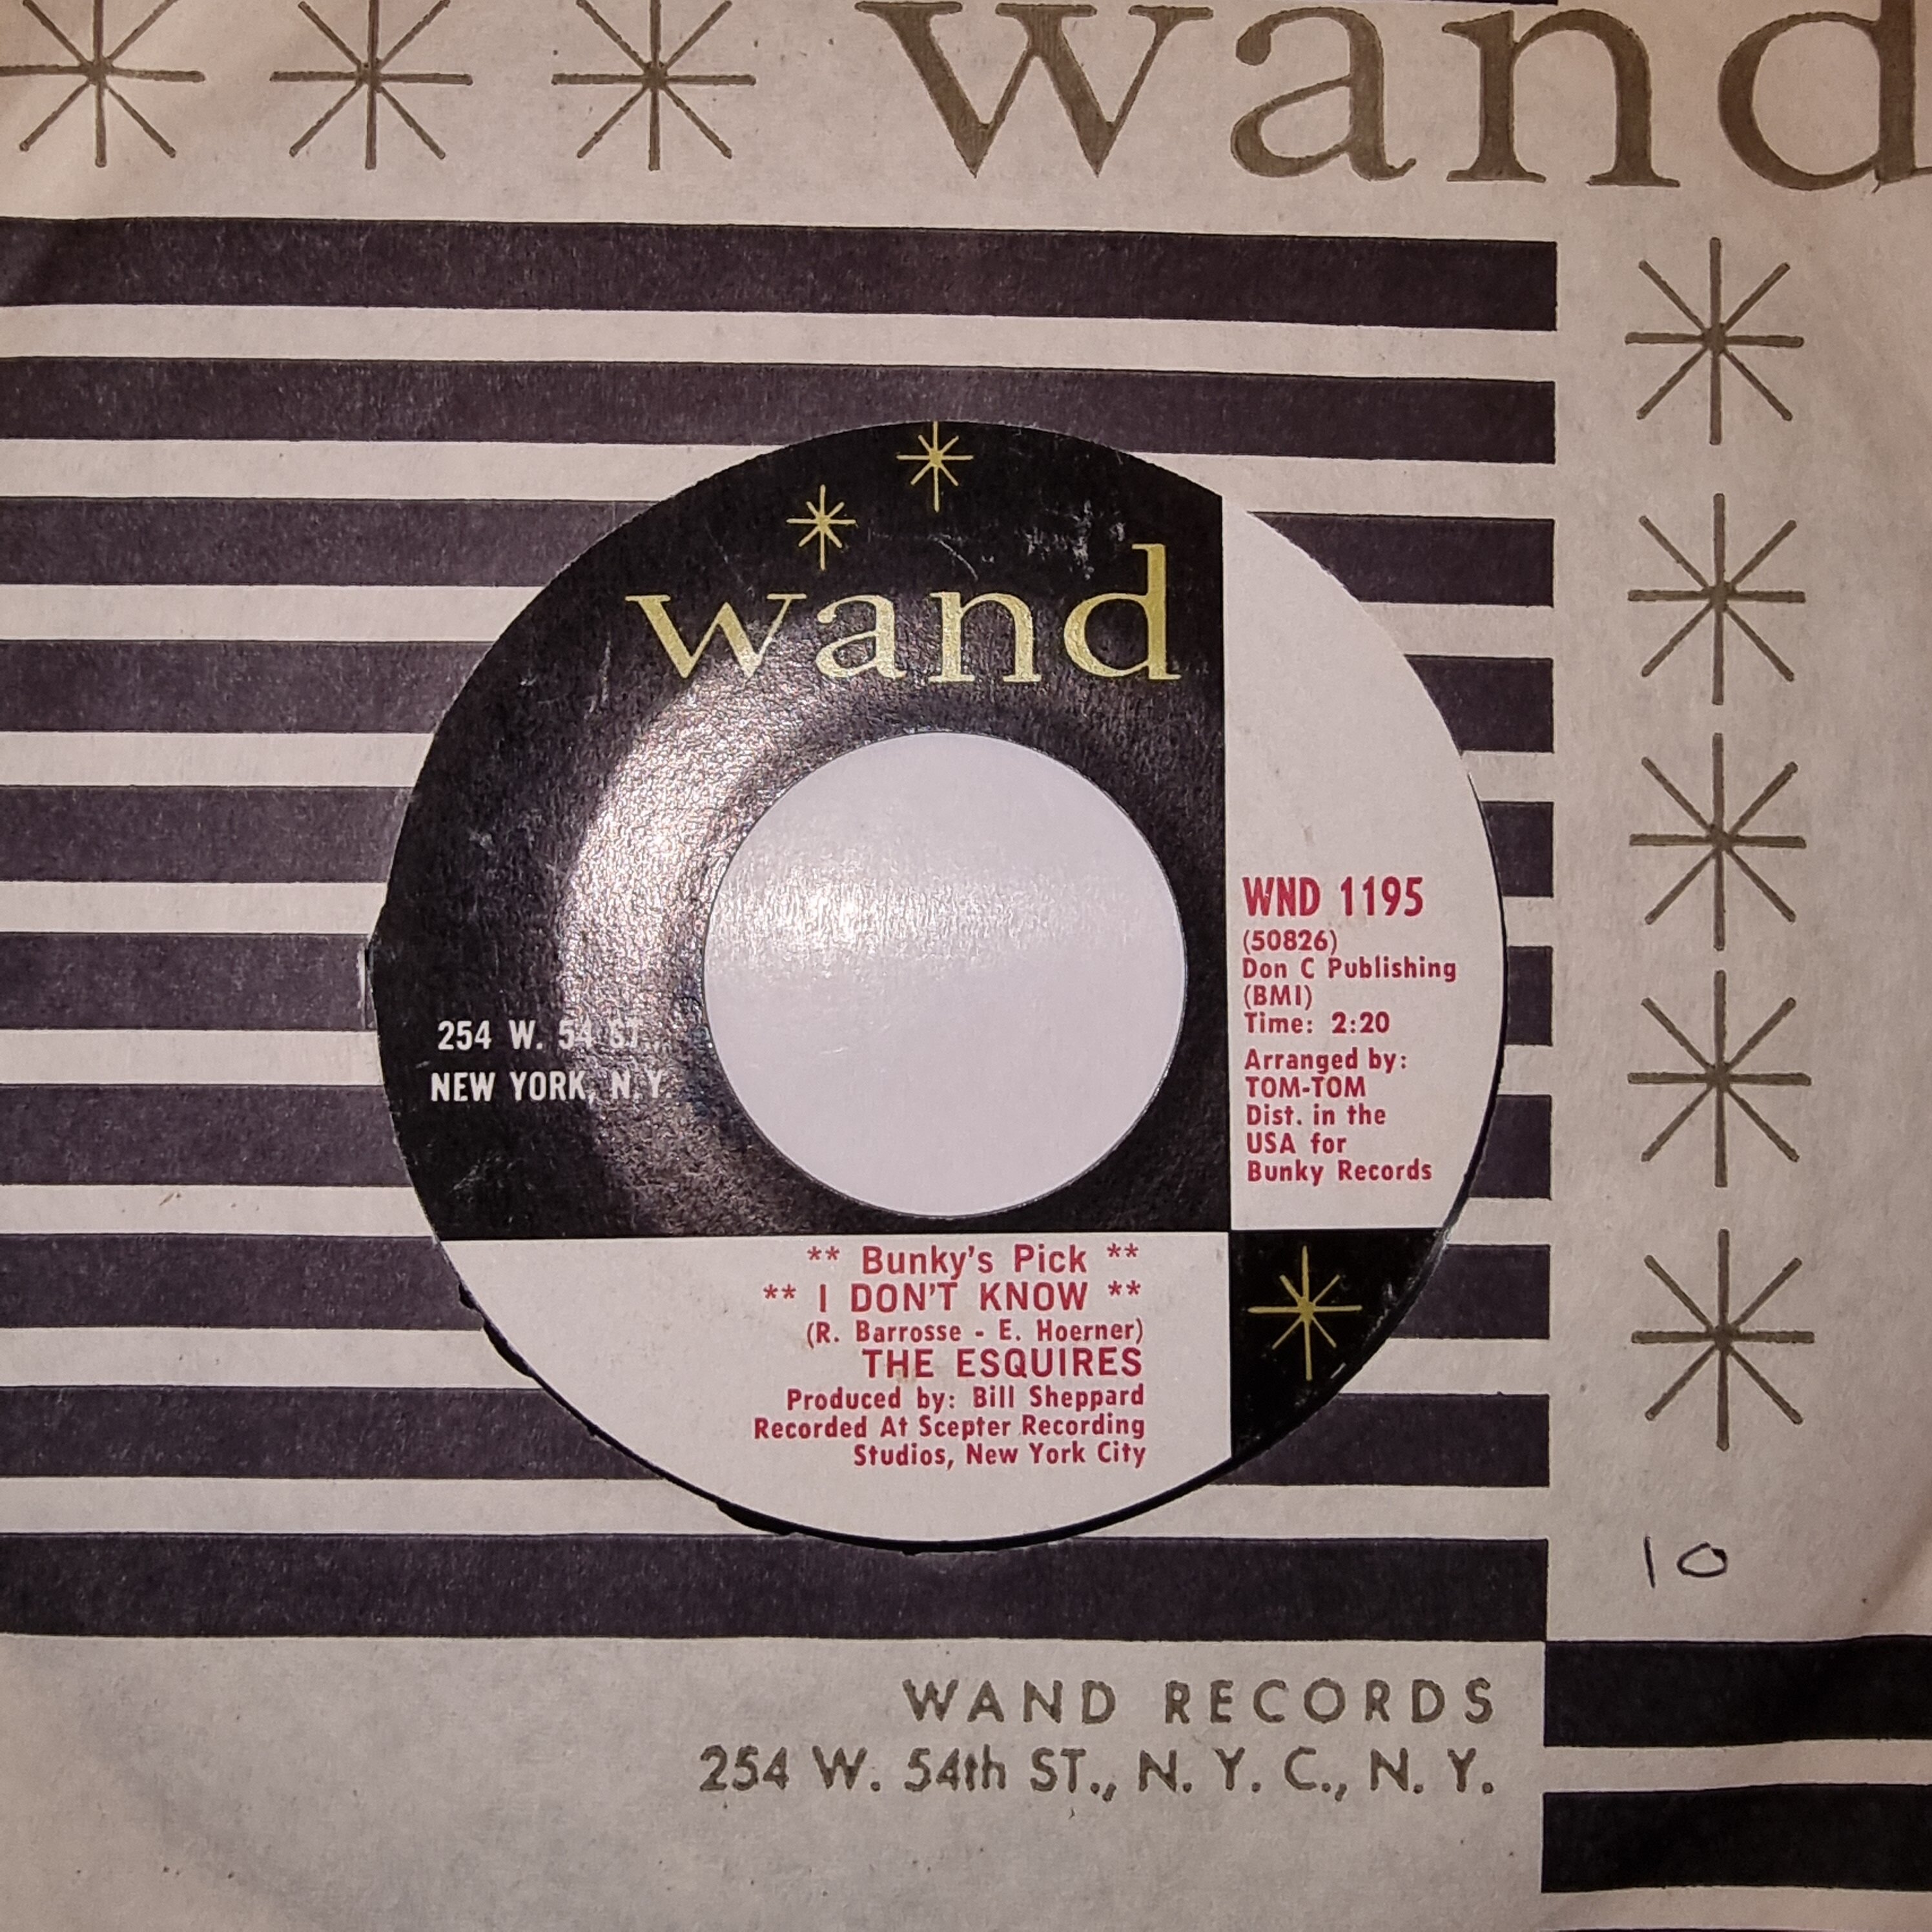 wand
wand
254 W. 54 ST.,
NEW YORK, N.Y.
WND 1195
(50826)
Don C Publishing
(BMI)
Time: 2:20
Arranged by:
TOM-TOM
Dist. in the
USA for
Bunky Records
** Bunky's Pick **
** I DON'T KNOW **
(R. Barrosse - E. Hoerner)
THE ESQUIRES
Produced by: Bill Sheppard
Recorded At Scepter Recording
Studios, New York City
10
WAND RECORDS
254 W. 54th ST., N. Y. C., N. Y.